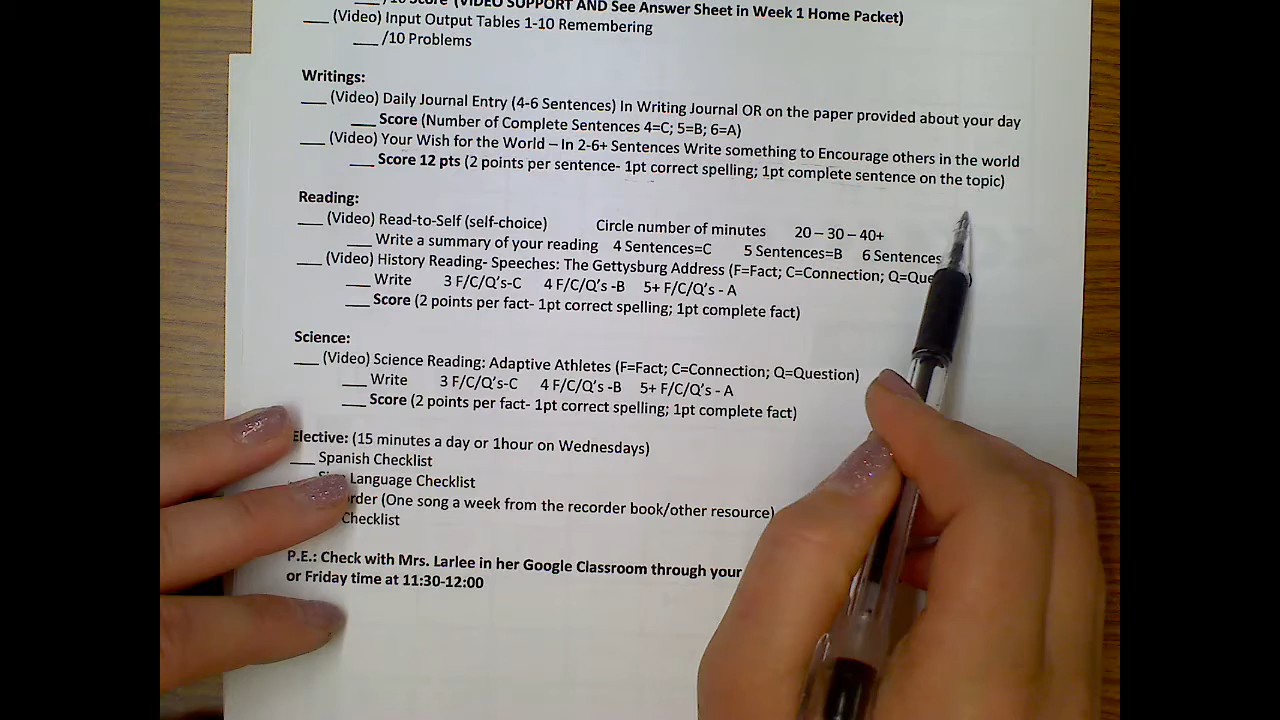 Score (VIDEO SUPPORT AND See Answer Sheet in Week 1 Home Packet)
___ (Video) Input Output Tables 1-10 Remembering
___ /10 Problems
Writings:
___ (Video) Daily Journal Entry (4-6 Sentences) In Writing Journal OR on the paper provided about your day
___ Score (Number of Complete Sentences 4=C; 5=B; 6=A)
___ (Video) Your Wish for the World – In 2-6+ Sentences Write something to Encourage others in the world
___ Score 12 pts (2 points per sentence- 1pt correct spelling; 1pt complete sentence on the topic)
Reading:
___ (Video) Read-to-Self (self-choice) Circle number of minutes 20 – 30 – 40+
___ Write a summary of your reading 4 Sentences=C 5 Sentences=B 6 Sentences
___ (Video) History Reading- Speeches: The Gettysburg Address (F=Fact; C=Connection;
___ Write 3 F/C/Q's-C 4 F/C/Q's -B 5+ F/C/Q's - A
___ Score (2 points per fact- 1pt correct spelling; 1pt complete fact)
Science:
___ (Video) Science Reading: Adaptive Athletes (F=Fact; C=Connection; Q=Question)
___ Write 3 F/C/Q's-C 4 F/C/Q's -B 5+ F/C/Q's - A
___ Score (2 points per fact- 1pt correct spelling; 1pt complete fact)
Elective: (15 minutes a day or 1hour on Wednesdays)
___ Spanish Checklist
Language Checklist
(One song a week from the recorder book/other resource)
Checklist
P.E.: Check with Mrs. Larlee in her Google Classroom through your
or Friday time at 11:30-12:00